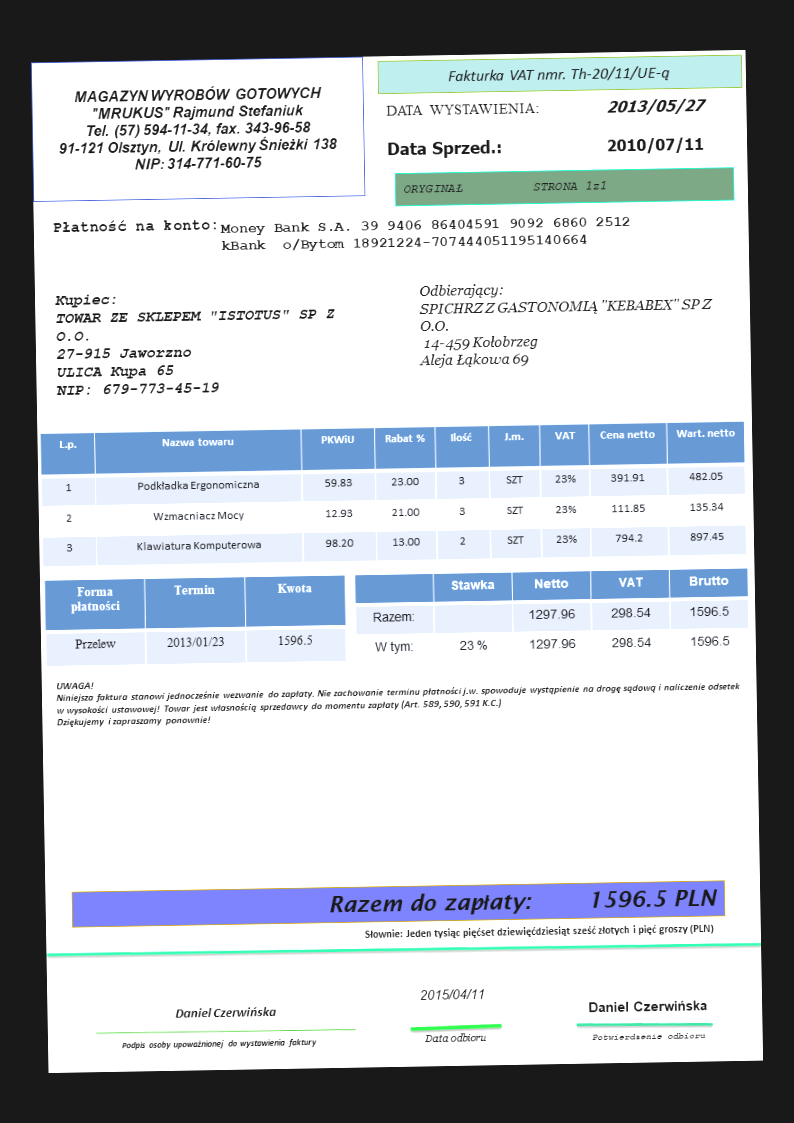 MAGAZYN WYROBÓW GOTOWYCH
"MRUKUS" Rajmund Stefaniuk
Tel. (57) 594-11-34, fax. 343-96-58
91-121 Olsztyn, Ul. Królewny Śnieżki 138
NIP: 314-771-60-75
Fakturka VAT nmr. Th-20/11/UE-q
DATA WYSTAWIENIA: 2013/05/27
Data Sprzed.: 2010/07/11
ORYGINAŁ STRONA 1z1
Płatność na konto: Money Bank S.A. 39 9406 86404591 9092 6860 2512
kBank o/Bytom 18921224-707444051195140664
Kupiec:
TOWAR ZE SKLEPEM "ISTOTUS" SP Z
O.O.
27-915 Jaworzno
ULICA Kupa 65
NIP: 679-773-45-19
Odbierający:
SPICHRZ Z GASTONOMIĄ "KEBABEX" SP Z
O.O.
14-459 Kołobrzeg
Aleja Łąkowa 69
L.p. Nazwa towaru PKWiU Rabat % Ilość J.m. VAT Cena netto Wart. netto
1 Podkładka Ergonomiczna 59.83 23.00 3 SZT 23% 391.91 482.05
2 Wzmacniacz Mocy 12.93 21.00 3 SZT 23% 111.85 135.34
3 Klawiatura Komputerowa 98.20 13.00 2 SZT 23% 794.2 897.45
Forma płatności Termin Kwota
Przelew 2013/01/23 1596.5
Stawka Netto VAT Brutto
Razem: 1297.96 298.54 1596.5
W tym: 23 % 1297.96 298.54 1596.5
UWAGA!
Niniejsza faktura stanowi jednocześnie wezwanie do zapłaty. Nie zachowanie terminu płatności j.w. spowoduje wystąpienie na drogę sądową i naliczenie odsetek
w wysokości ustawowej! Towar jest własnością sprzedawcy do momentu zapłaty (Art. 589, 590, 591 K.C.)
Dziękujemy i zapraszamy ponownie!
Razem do zapłaty: 1596.5 PLN
Słownie: Jeden tysiąc pięćset dziewięćdziesiąt sześć złotych i pięć groszy (PLN)
Daniel Czerwińska
Podpis osoby upoważnionej do wystawienia faktury
2015/04/11
Data odbioru
Daniel Czerwińska
Potwierdzenie odbioru